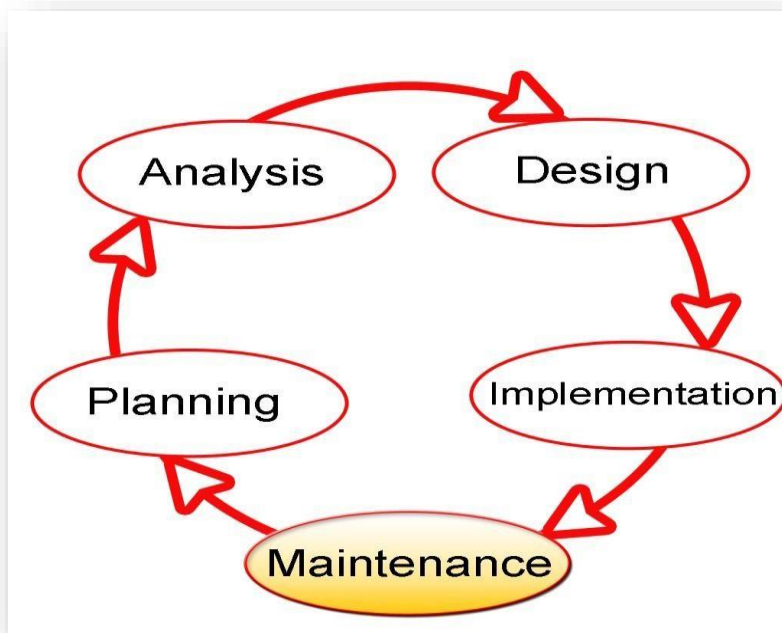 Analysis
Design
Planning
Implementation
Maintenance